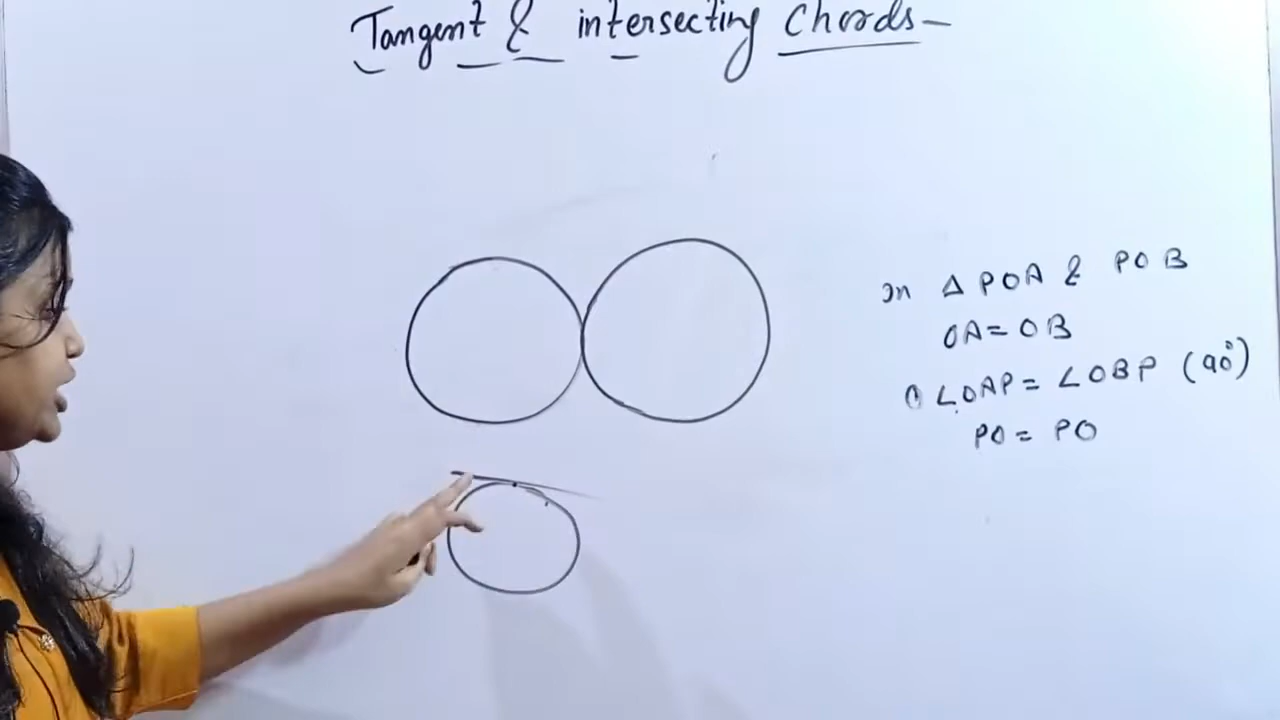 Tangent & intersecting Chords -
In Δ POA & POB
OA = OB
∠OAP = ∠OBP (90°)
PO = PO